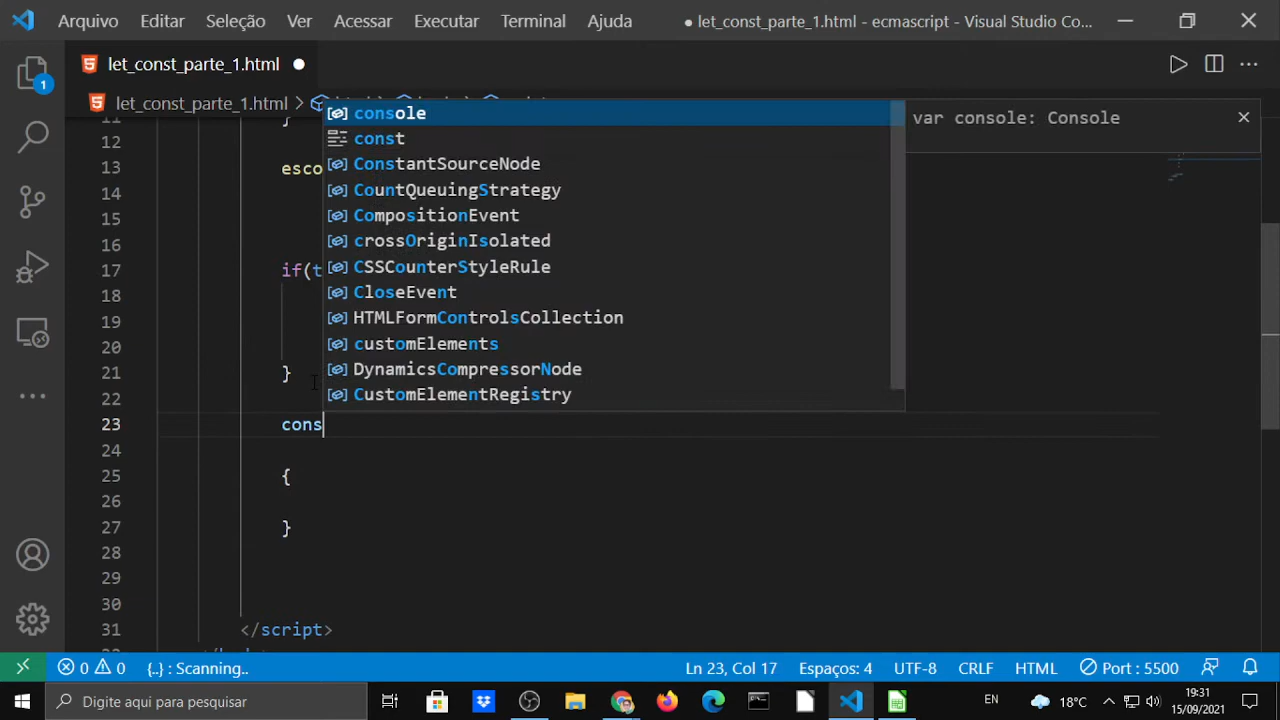 Arquivo Editar Seleção Ver Acessar Executar Terminal Ajuda ● let_const_parte_1.html - ecmascript - Visual Studio Co...
let_const_parte_1.html ●
let_const_parte_1.html >
11 }
12
13 esco
14
15
16
17 if(t
18
19
20
21 }
22
23 cons
24
25 {
26
27 }
28
29
30
31 </script>
console
const
ConstantSourceNode
CountQueuingStrategy
CompositionEvent
crossOriginIsolated
CSSCounterStyleRule
CloseEvent
HTMLFormControlsCollection
customElements
DynamicsCompressorNode
CustomElementRegistry
var console: Console
1
0 0 {..} : Scanning.. Ln 23, Col 17 Espaços: 4 UTF-8 CRLF HTML Port : 5500
Digite aqui para pesquisar EN 18°C 19:31
15/09/2021